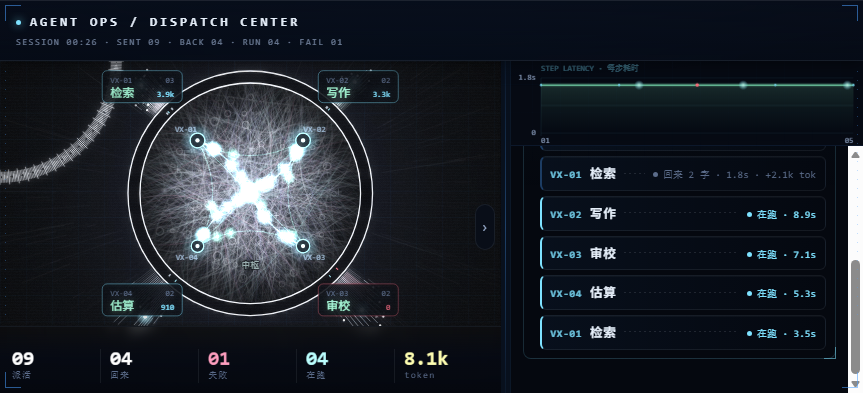 AGENT OPS / DISPATCH CENTER
SESSION 00:26 · SENT 09 · BACK 04 · RUN 04 · FAIL 01
VX-01 03
检索 3.9k
VX-02 02
写作 3.3k
VX-01
VX-02
VX-04
VX-03
中枢
VX-04 02
估算 910
VX-03 02
审校 0
›
09
派活
04
回来
01
失败
04
在跑
8.1k
token
STEP LATENCY · 每步耗时
1.8s
0
01
05
VX-01 检索 回来 2 字 · 1.8s · +2.1k tok
VX-02 写作 在跑 · 8.9s
VX-03 审校 在跑 · 7.1s
VX-04 估算 在跑 · 5.3s
VX-01 检索 在跑 · 3.5s